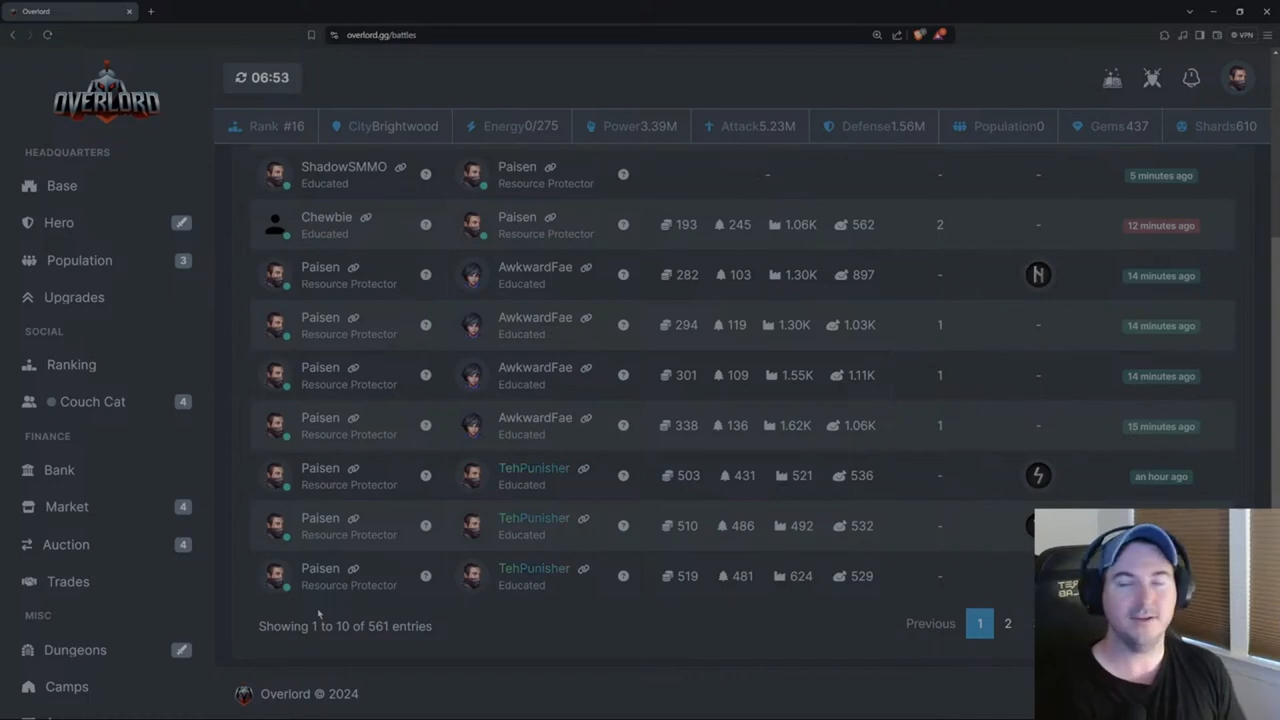 Overlord
overlord.gg/battles
VPN
OVERLORD
06:53
Rank #16 CityBrightwood Energy0/275 Power3.39M Attack5.23M Defense1.56M Population0 Gems437 Shards610
HEADQUARTERS
Base
Hero
Population 3
Upgrades
SOCIAL
Ranking
Couch Cat 4
FINANCE
Bank
Market 4
Auction 4
Trades
MISC
Dungeons
Camps
ShadowSMMO Paisen - - - 5 minutes ago
Educated Resource Protector
Chewbie Paisen 193 245 1.06K 562 2 - 12 minutes ago
Educated Resource Protector
Paisen AwkwardFae 282 103 1.30K 897 - 14 minutes ago
Resource Protector Educated
Paisen AwkwardFae 294 119 1.30K 1.03K 1 - 14 minutes ago
Resource Protector Educated
Paisen AwkwardFae 301 109 1.55K 1.11K 1 - 14 minutes ago
Resource Protector Educated
Paisen AwkwardFae 338 136 1.62K 1.06K 1 - 15 minutes ago
Resource Protector Educated
Paisen TehPunisher 503 431 521 536 - an hour ago
Resource Protector Educated
Paisen TehPunisher 510 486 492 532 -
Resource Protector Educated
Paisen TehPunisher 519 481 624 529 -
Resource Protector Educated
Showing 1 to 10 of 561 entries
Previous 1 2
Overlord © 2024